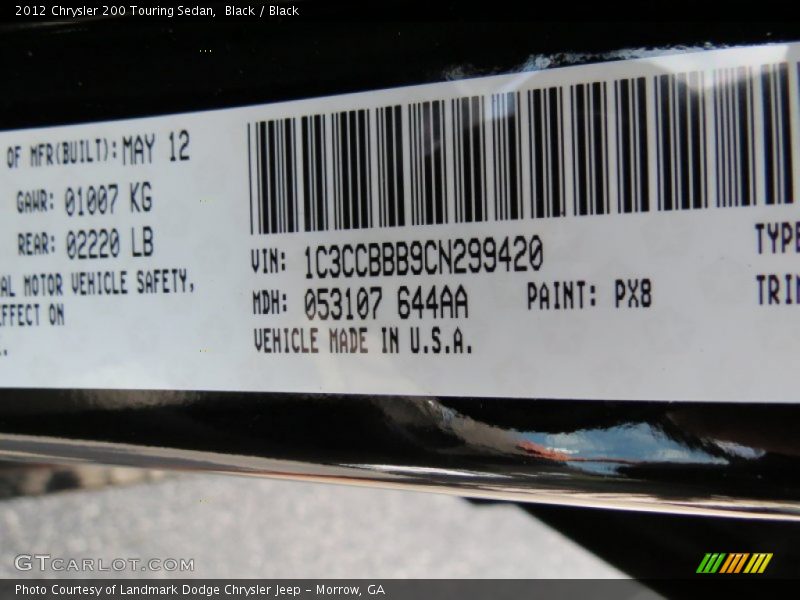 2012 Chrysler 200 Touring Sedan, Black / Black
OF MFR(BUILT): MAY 12
GAWR: 01007 KG
REAR: 02220 LB
AL MOTOR VEHICLE SAFETY,
EFFECT ON
VIN: 1C3CCBBB9CN299420
MDH: 053107 644AA PAINT: PX8
VEHICLE MADE IN U.S.A.
TYPE
TRIM
GTCARLOT.COM
Photo Courtesy of Landmark Dodge Chrysler Jeep - Morrow, GA